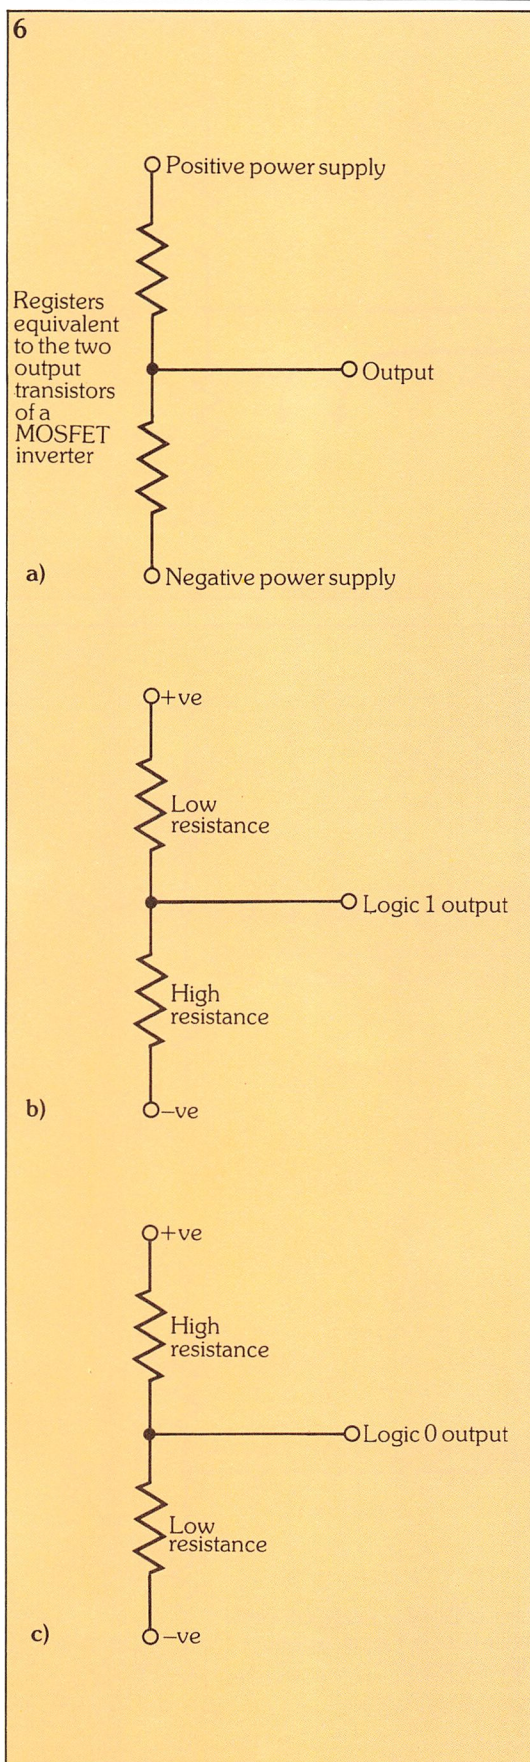 6
Positive power supply
Registers
equivalent
to the two
output
transistors
of a
MOSFET
inverter
Output
a)
Negative power supply
+ve
Low
resistance
Logic 1 output
High
resistance
b)
–ve
+ve
High
resistance
Logic 0 output
Low
resistance
c)
–ve